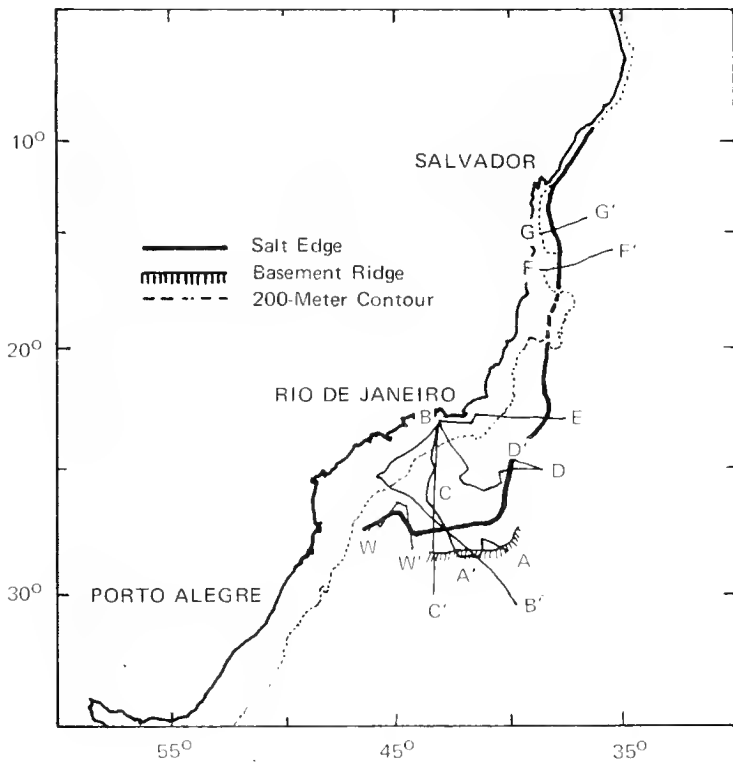 10°
SALVADOR
G'
G
F'
F
Salt Edge
Basement Ridge
200-Meter Contour
20°
RIO DE JANEIRO
B
E
D'
D
C
W
W'
A
A'
30°
PORTO ALEGRE
C'
B'
55°
45°
35°